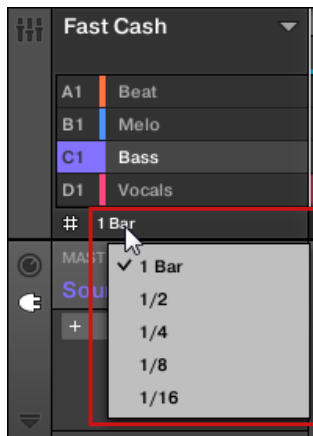 Fast Cash
A1 Beat
B1 Melo
C1 Bass
D1 Vocals
# 1 Bar
✓ 1 Bar
1/2
1/4
1/8
1/16
+